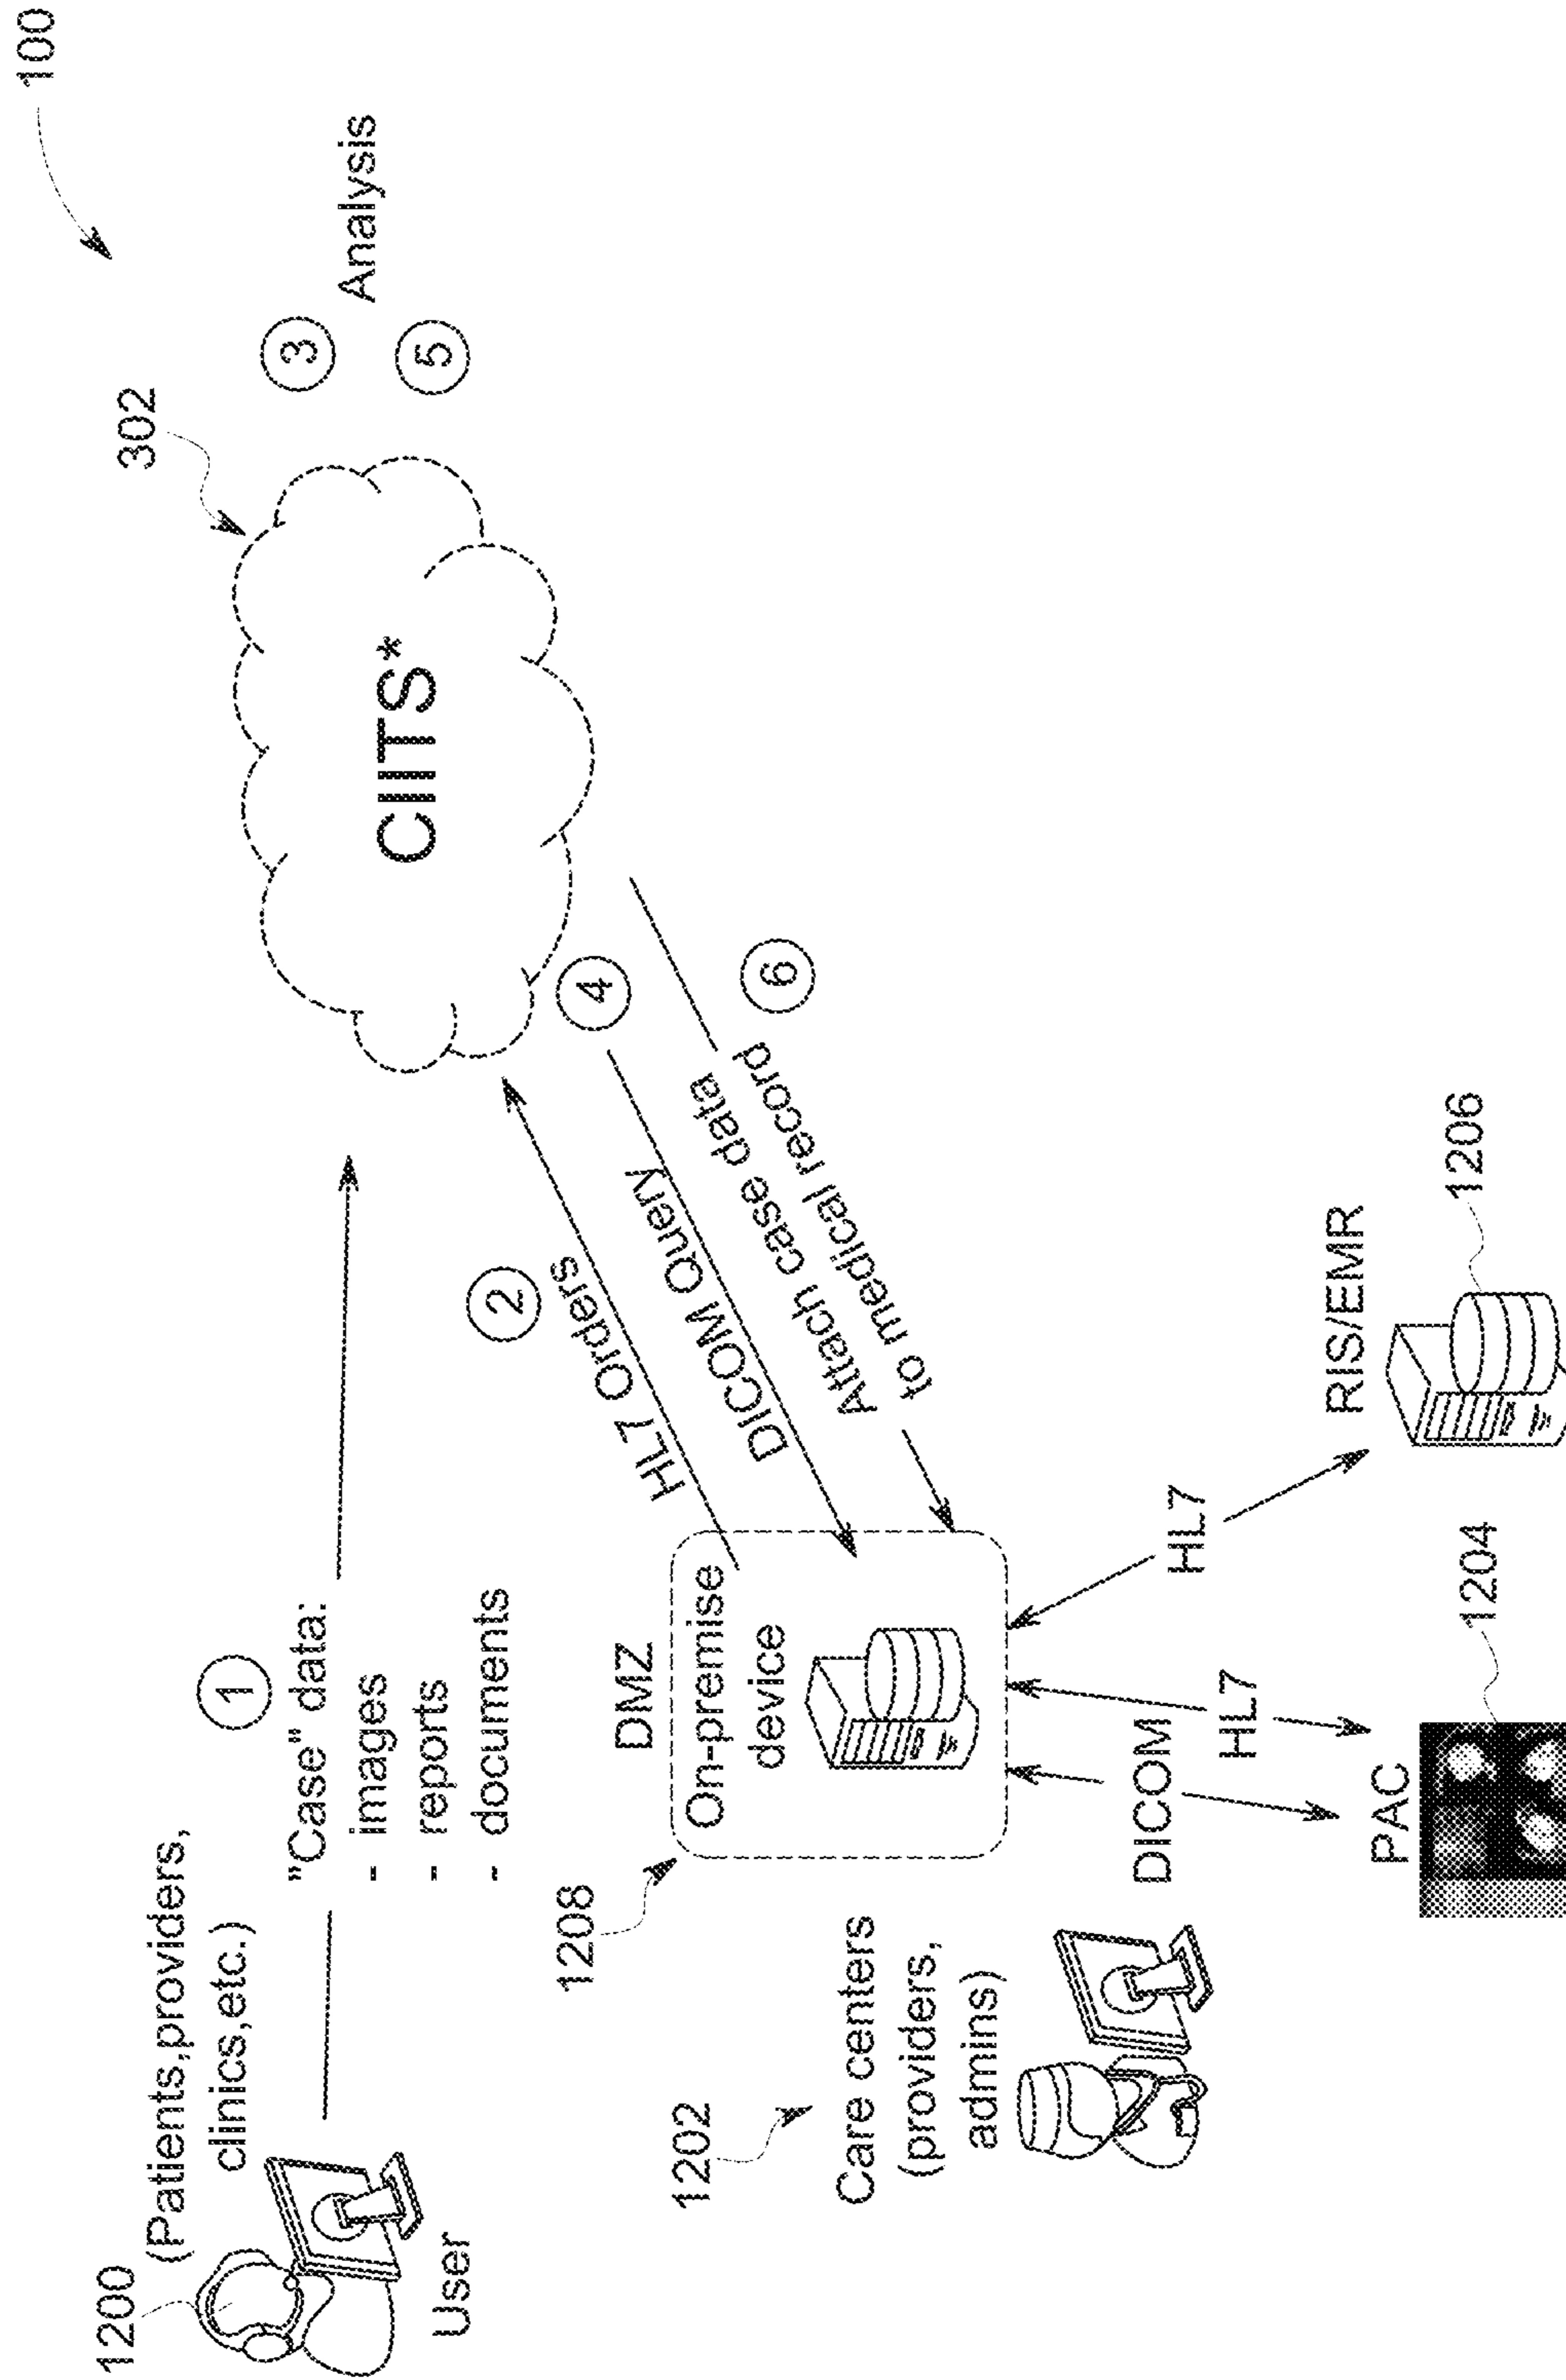 100
302
CIITS*
3
5
Analysis
1200
(Patients,providers,
clinics,etc.)
User
1
"Case" data:
- images
- reports
- documents
2
HL7 Orders
4
DICOM Query
6
Attach case data
to medical record
1208
DMZ
On-premise
device
1202
Care centers
(providers,
admins)
DICOM
HL7
HL7
PAC
1204
RIS/EMR
1206